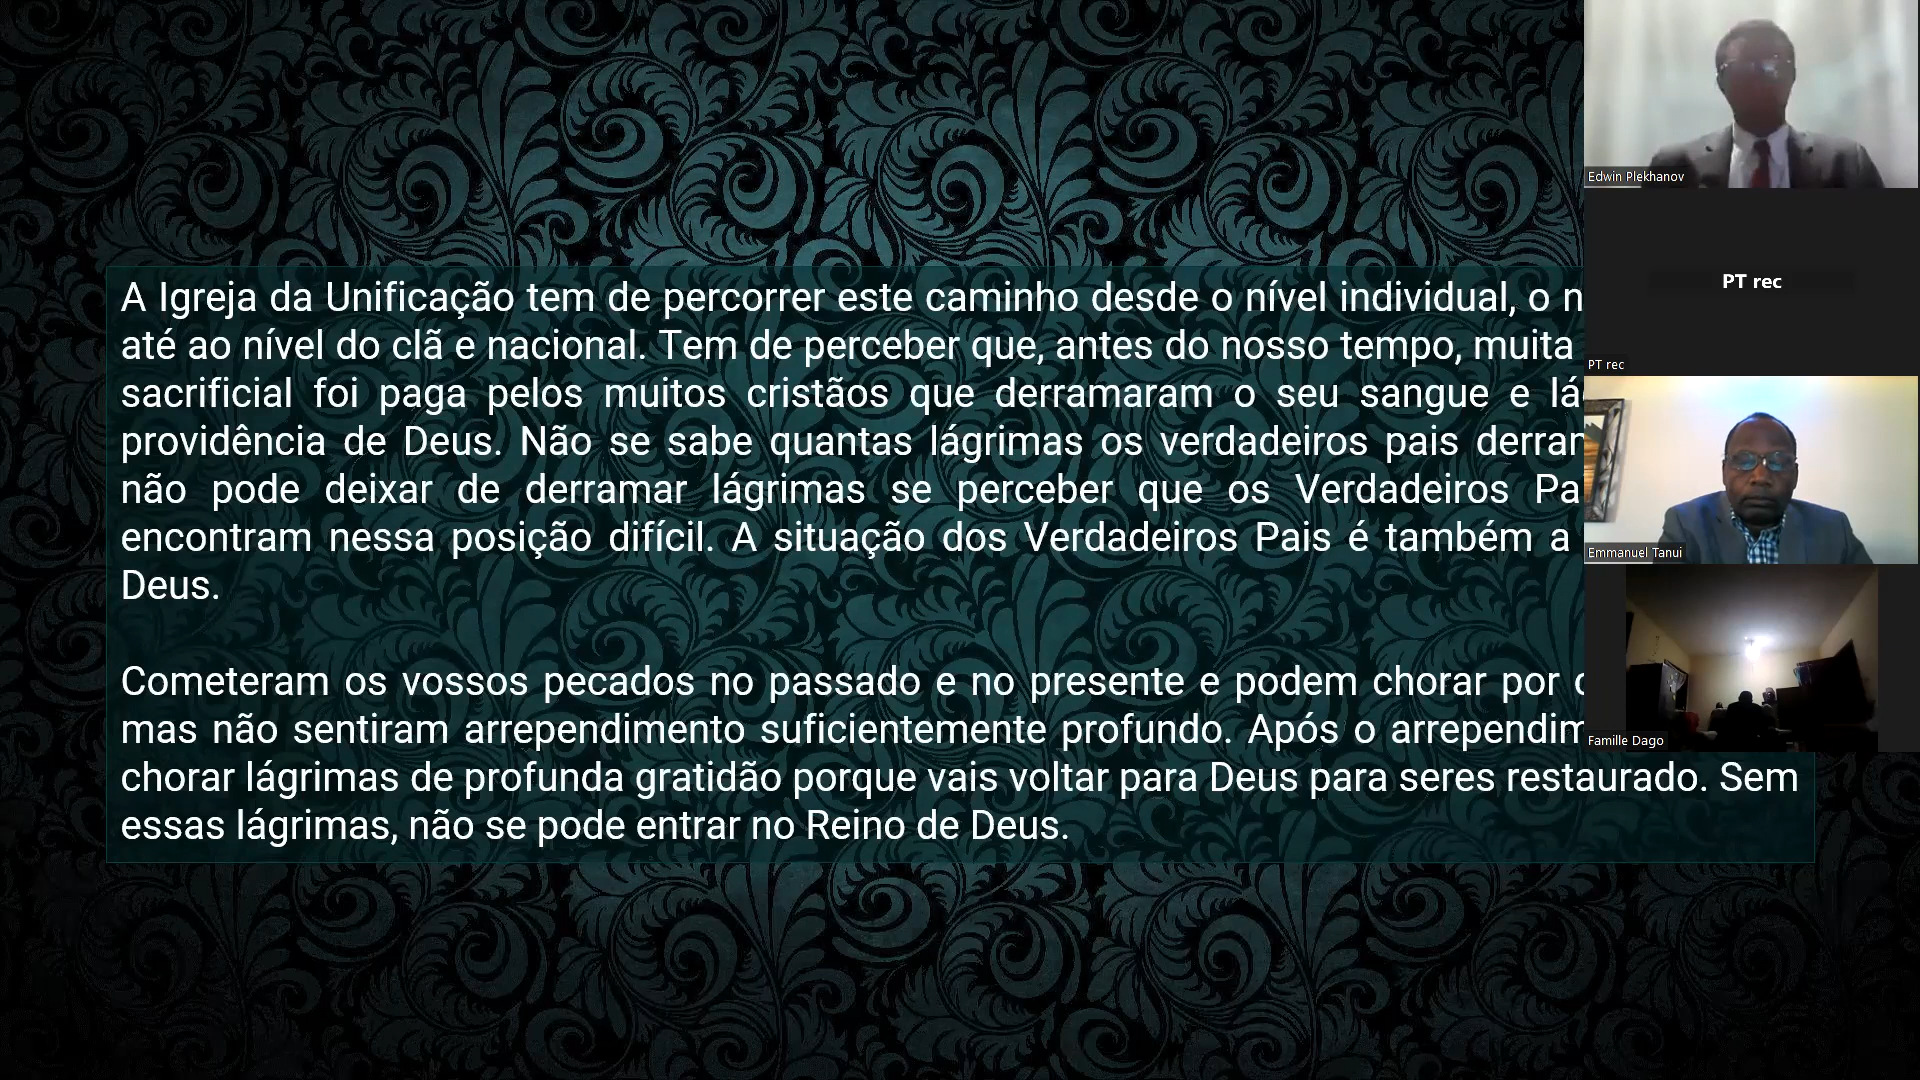 A Igreja da Unificação tem de percorrer este caminho desde o nível individual, o
até ao nível do clã e nacional. Tem de perceber que, antes do nosso tempo, muita
sacrificial foi paga pelos muitos cristãos que derramaram o seu sangue e
providência de Deus. Não se sabe quantas lágrimas os verdadeiros pais
não pode deixar de derramar lágrimas se perceber que os Verdadeiros
encontram nessa posição difícil. A situação dos Verdadeiros Pais é também a
Deus.
Cometeram os vossos pecados no passado e no presente e podem chorar por
mas não sentiram arrependimento suficientemente profundo. Após o
chorar lágrimas de profunda gratidão porque vais voltar para Deus para seres restaurado. Sem
essas lágrimas, não se pode entrar no Reino de Deus.
Edwin Plekhanov
PT rec
PT rec
Emmanuel Tanui
Famille Dago